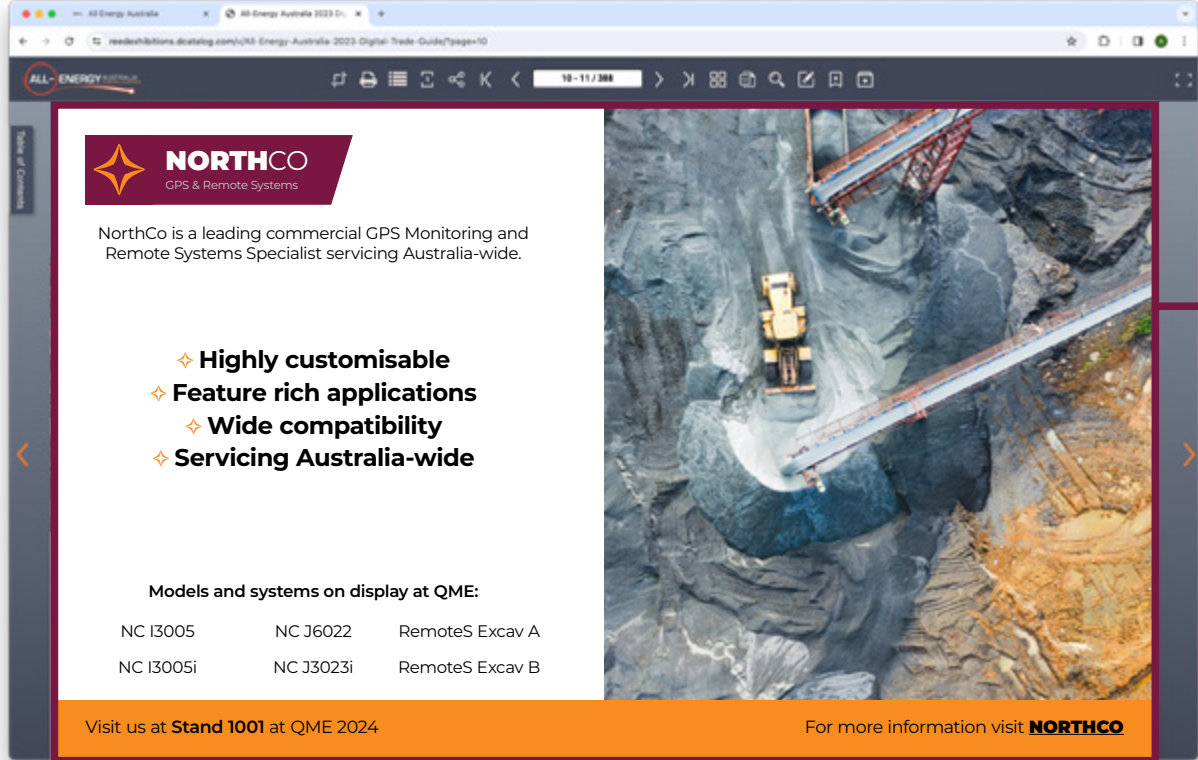 All Energy Australia
All-Energy Australia 2023 Di
reedexhibitions.dcatalog.com/v/All-Energy-Australia-2023-Digital-Trade-Guide/?page=10
ALL-ENERGY AUSTRALIA
10 - 11 / 388
Table of Contents
NORTHCO
GPS & Remote Systems
NorthCo is a leading commercial GPS Monitoring and
Remote Systems Specialist servicing Australia-wide.
Highly customisable
Feature rich applications
Wide compatibility
Servicing Australia-wide
Models and systems on display at QME:
NC I3005 NC J6022 RemoteS Excav A
NC I3005i NC J3023i RemoteS Excav B
Visit us at Stand 1001 at QME 2024
For more information visit NORTHCO